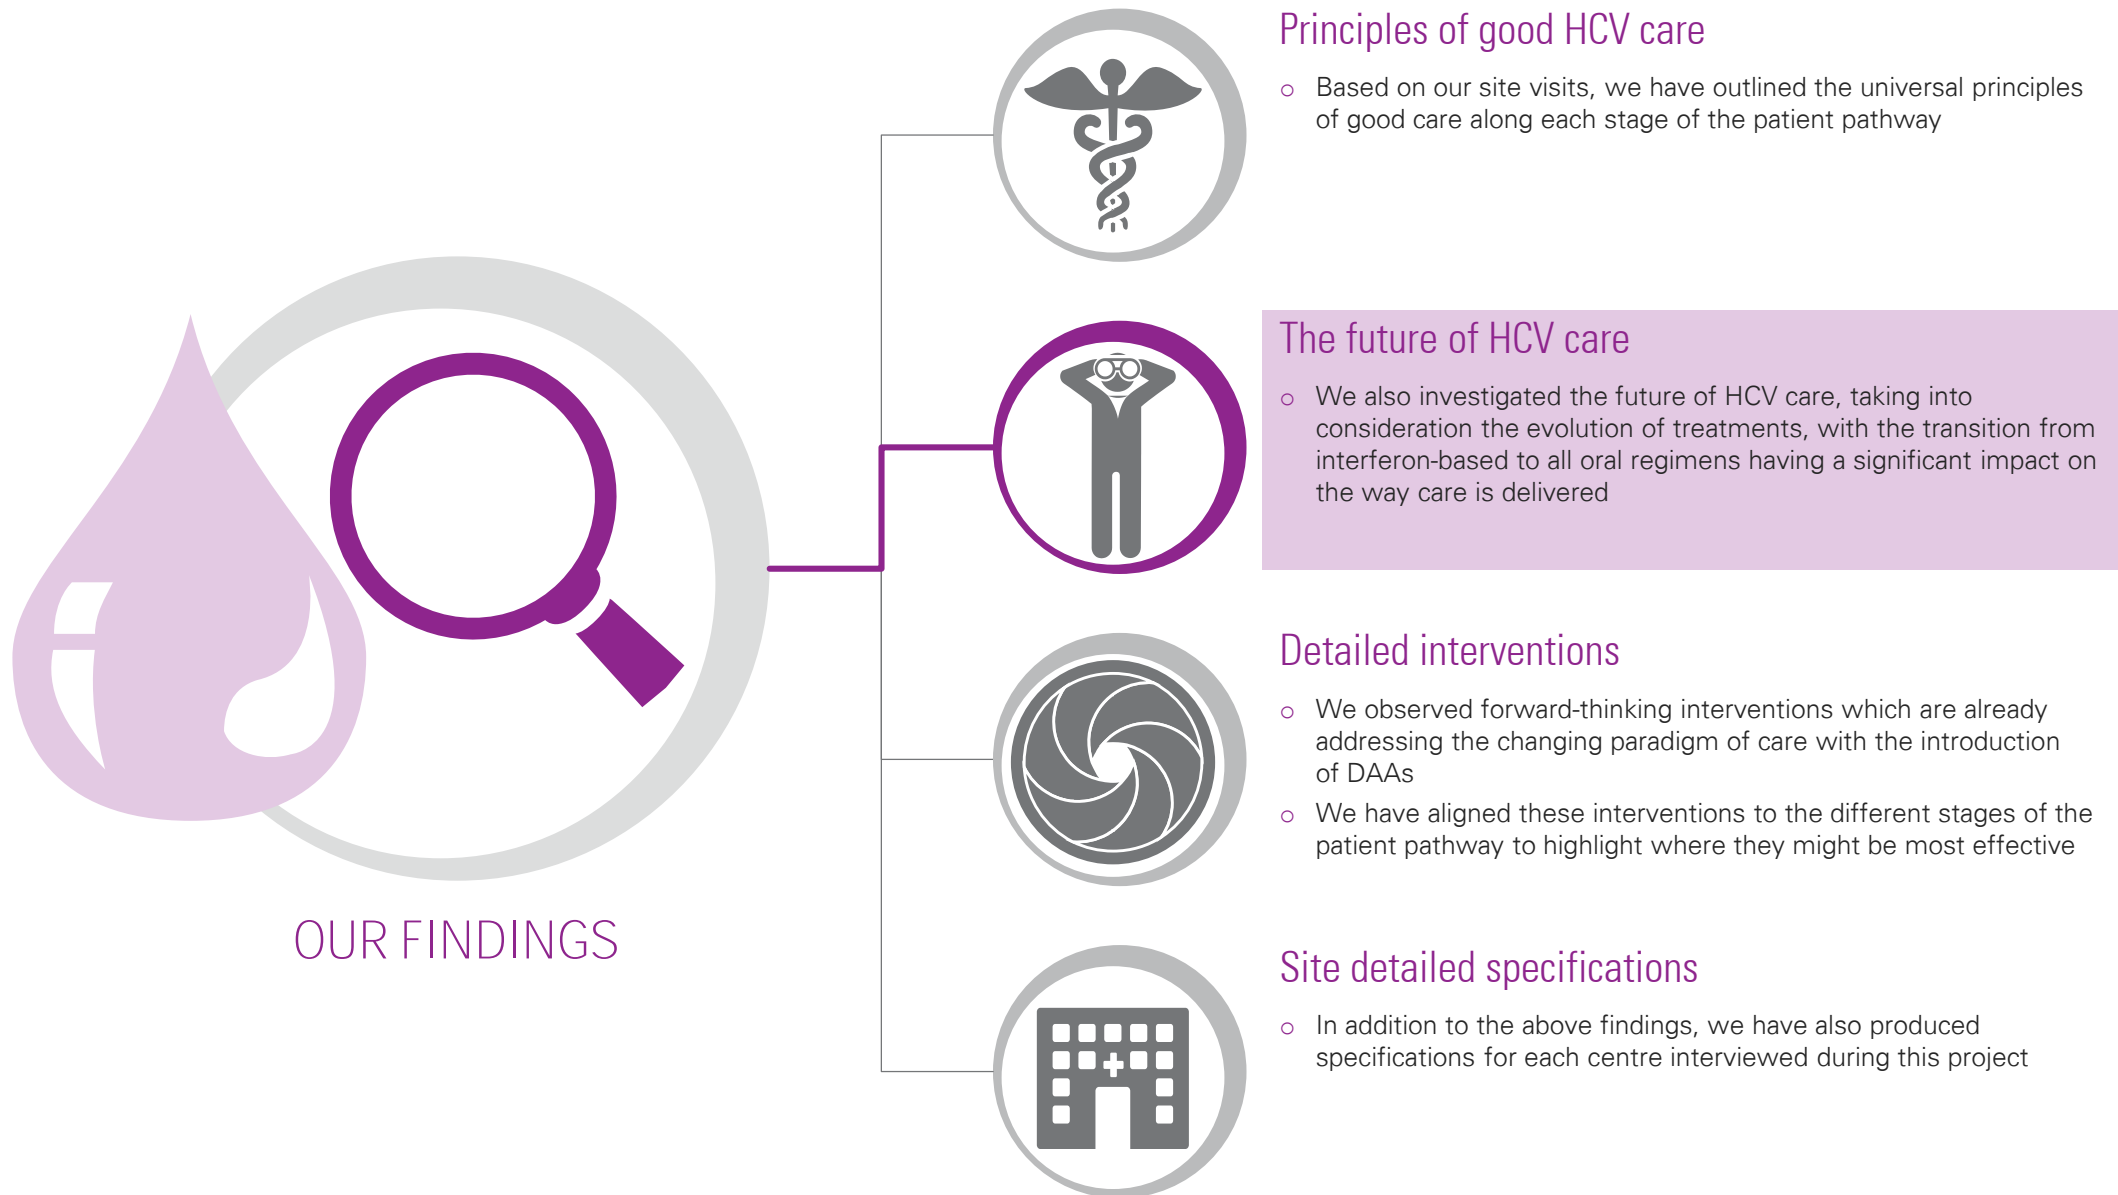 Principles of good HCV care
Based on our site visits, we have outlined the universal principles
of good care along each stage of the patient pathway
The future of HCV care
We also investigated the future of HCV care, taking into
consideration the evolution of treatments, with the transition from
interferon-based to all oral regimens having a significant impact on
the way care is delivered
Detailed interventions
We observed forward-thinking interventions which are already
addressing the changing paradigm of care with the introduction
of DAAs
We have aligned these interventions to the different stages of the
patient pathway to highlight where they might be most effective
OUR FINDINGS
Site detailed specifications
In addition to the above findings, we have also produced
specifications for each centre interviewed during this project